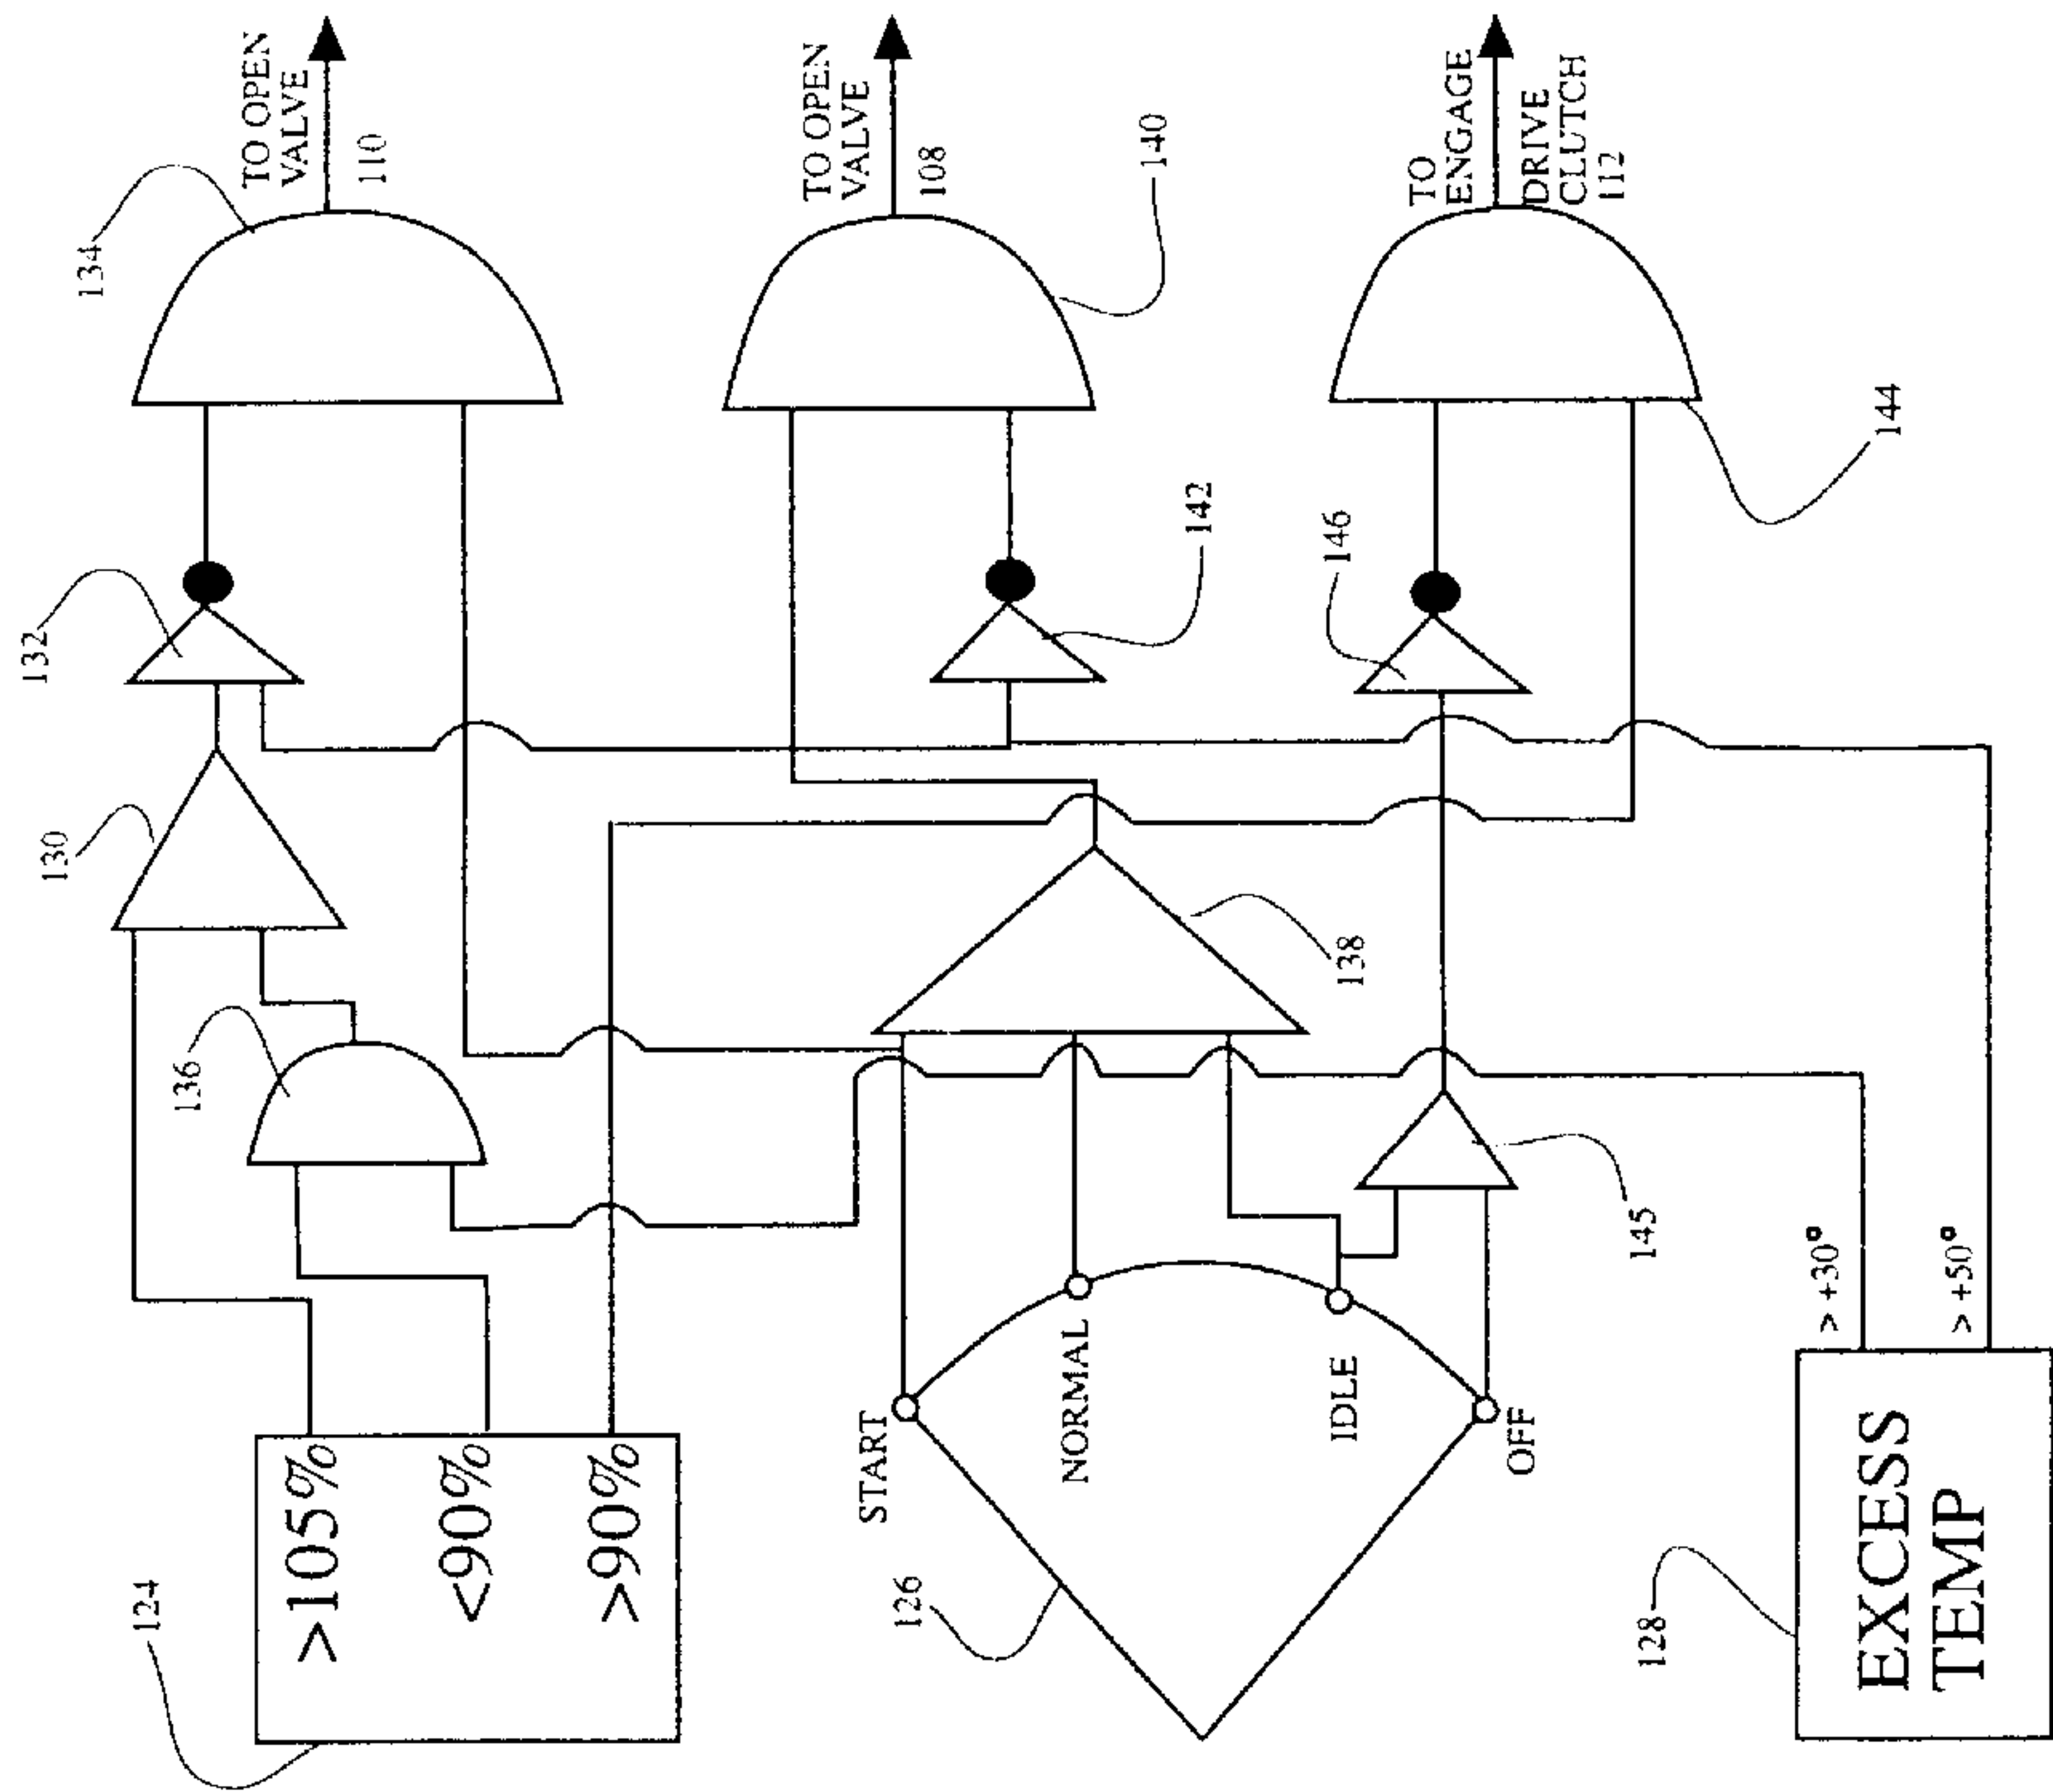 124
>105%
<90%
>90%
136
130
132
134
TO OPEN
VALVE
110
126
START
NORMAL
IDLE
OFF
138
142
140
TO OPEN
VALVE
108
145
146
144
TO
ENGAGE
DRIVE
CLUTCH
112
128
EXCESS
TEMP
> +30°
> +50°